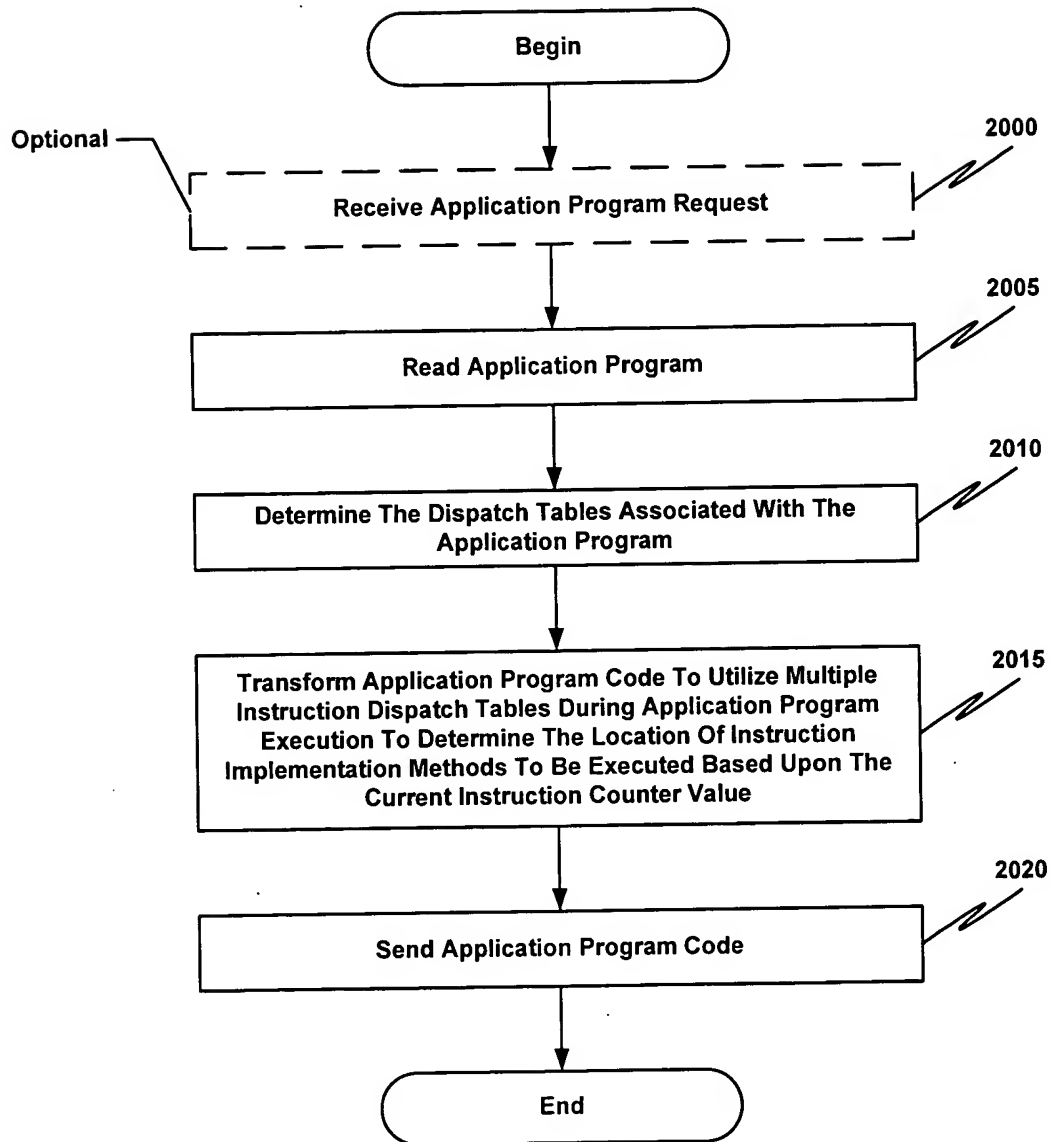 Begin
Optional
2000
Receive Application Program Request
2005
Read Application Program
2010
Determine The Dispatch Tables Associated With The
Application Program
2015
Transform Application Program Code To Utilize Multiple
Instruction Dispatch Tables During Application Program
Execution To Determine The Location Of Instruction
Implementation Methods To Be Executed Based Upon The
Current Instruction Counter Value
2020
Send Application Program Code
End